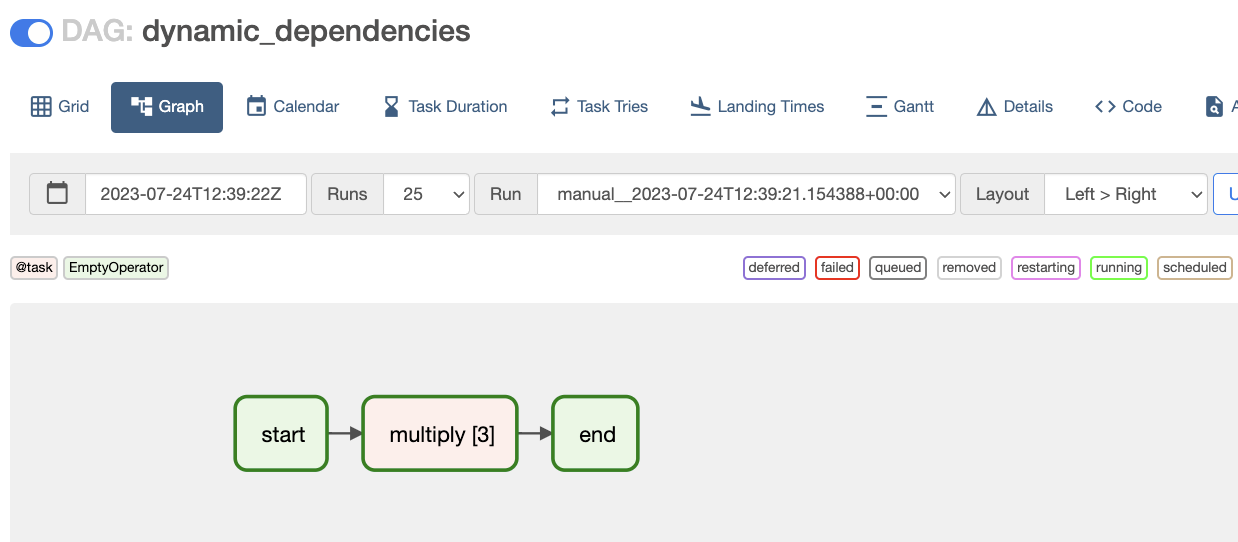 DAG: dynamic_dependencies
Grid Graph Calendar Task Duration Task Tries Landing Times Gantt Details Code
2023-07-24T12:39:22Z Runs 25 Run manual__2023-07-24T12:39:21.154388+00:00 Layout Left > Right
@task EmptyOperator deferred failed queued removed restarting running scheduled
start multiply [3] end